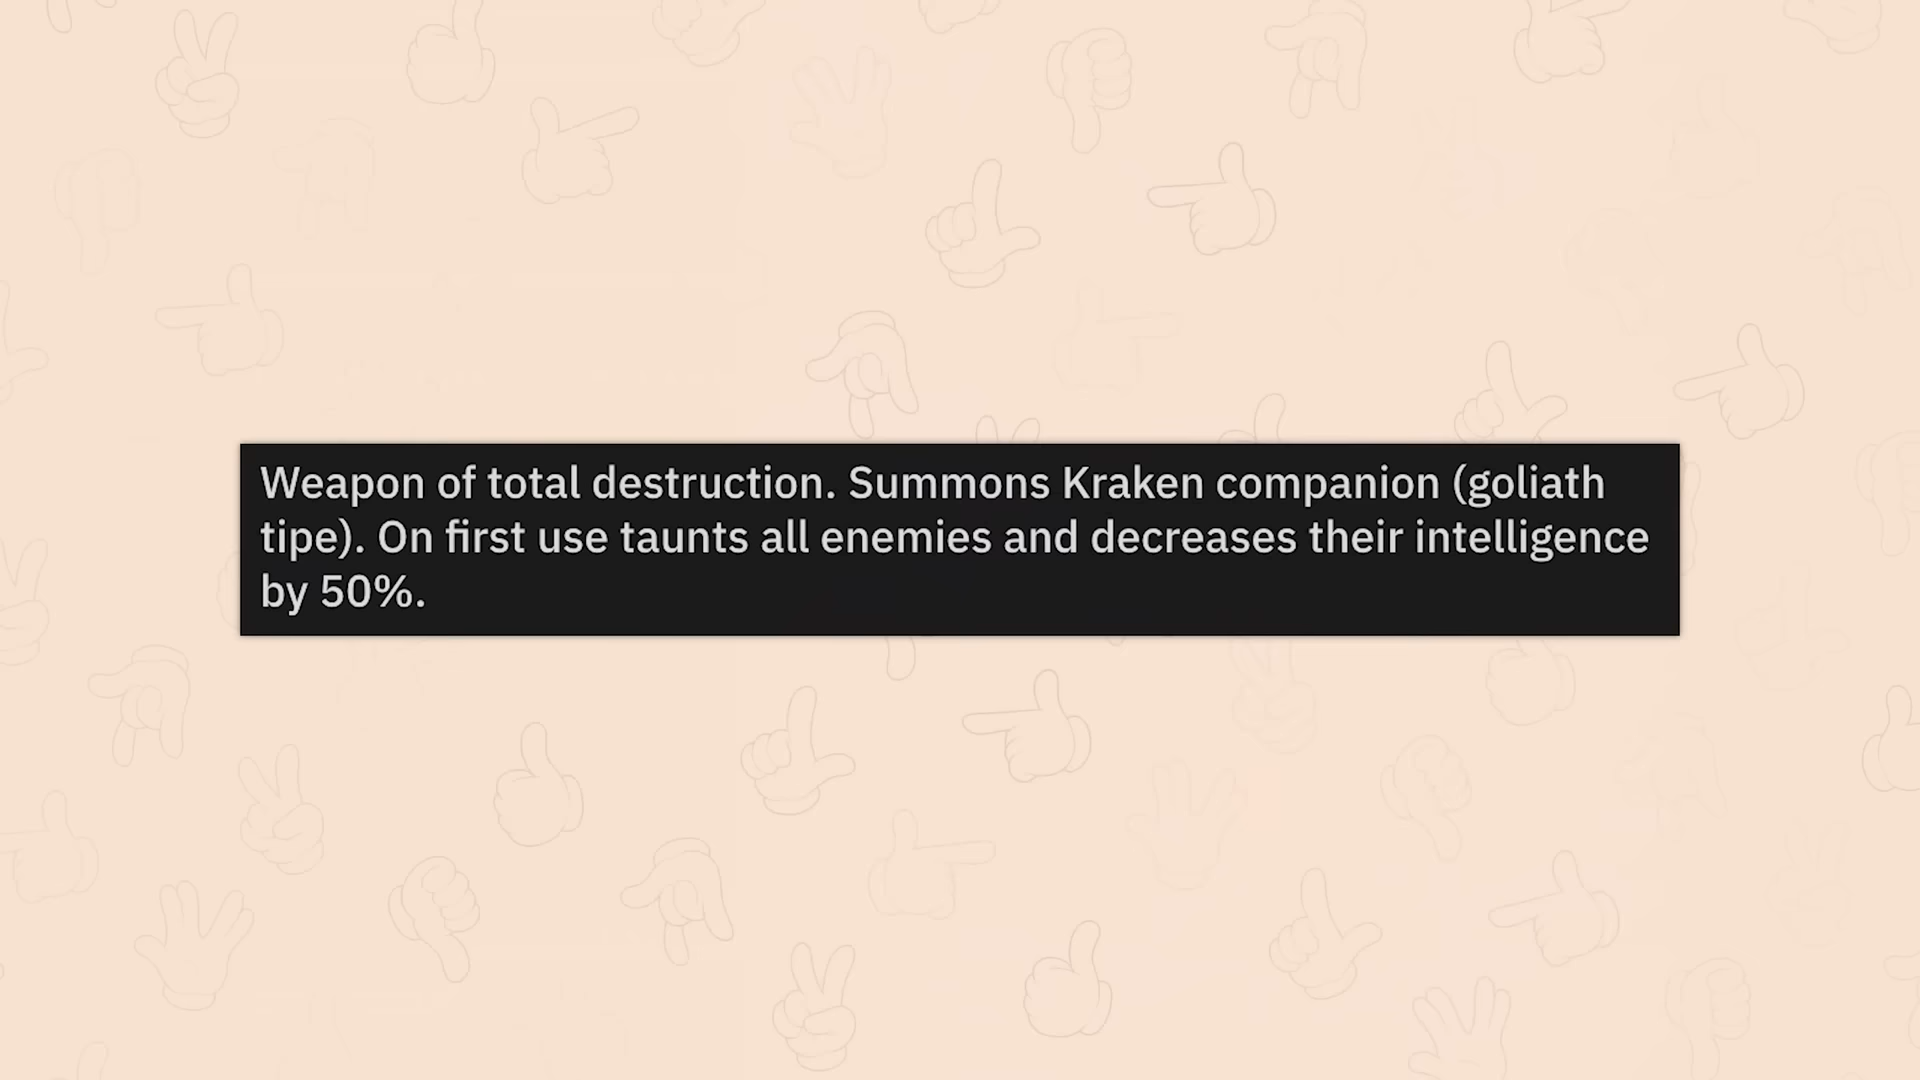 Weapon of total destruction. Summons Kraken companion (goliath
tipe). On first use taunts all enemies and decreases their intelligence
by 50%.